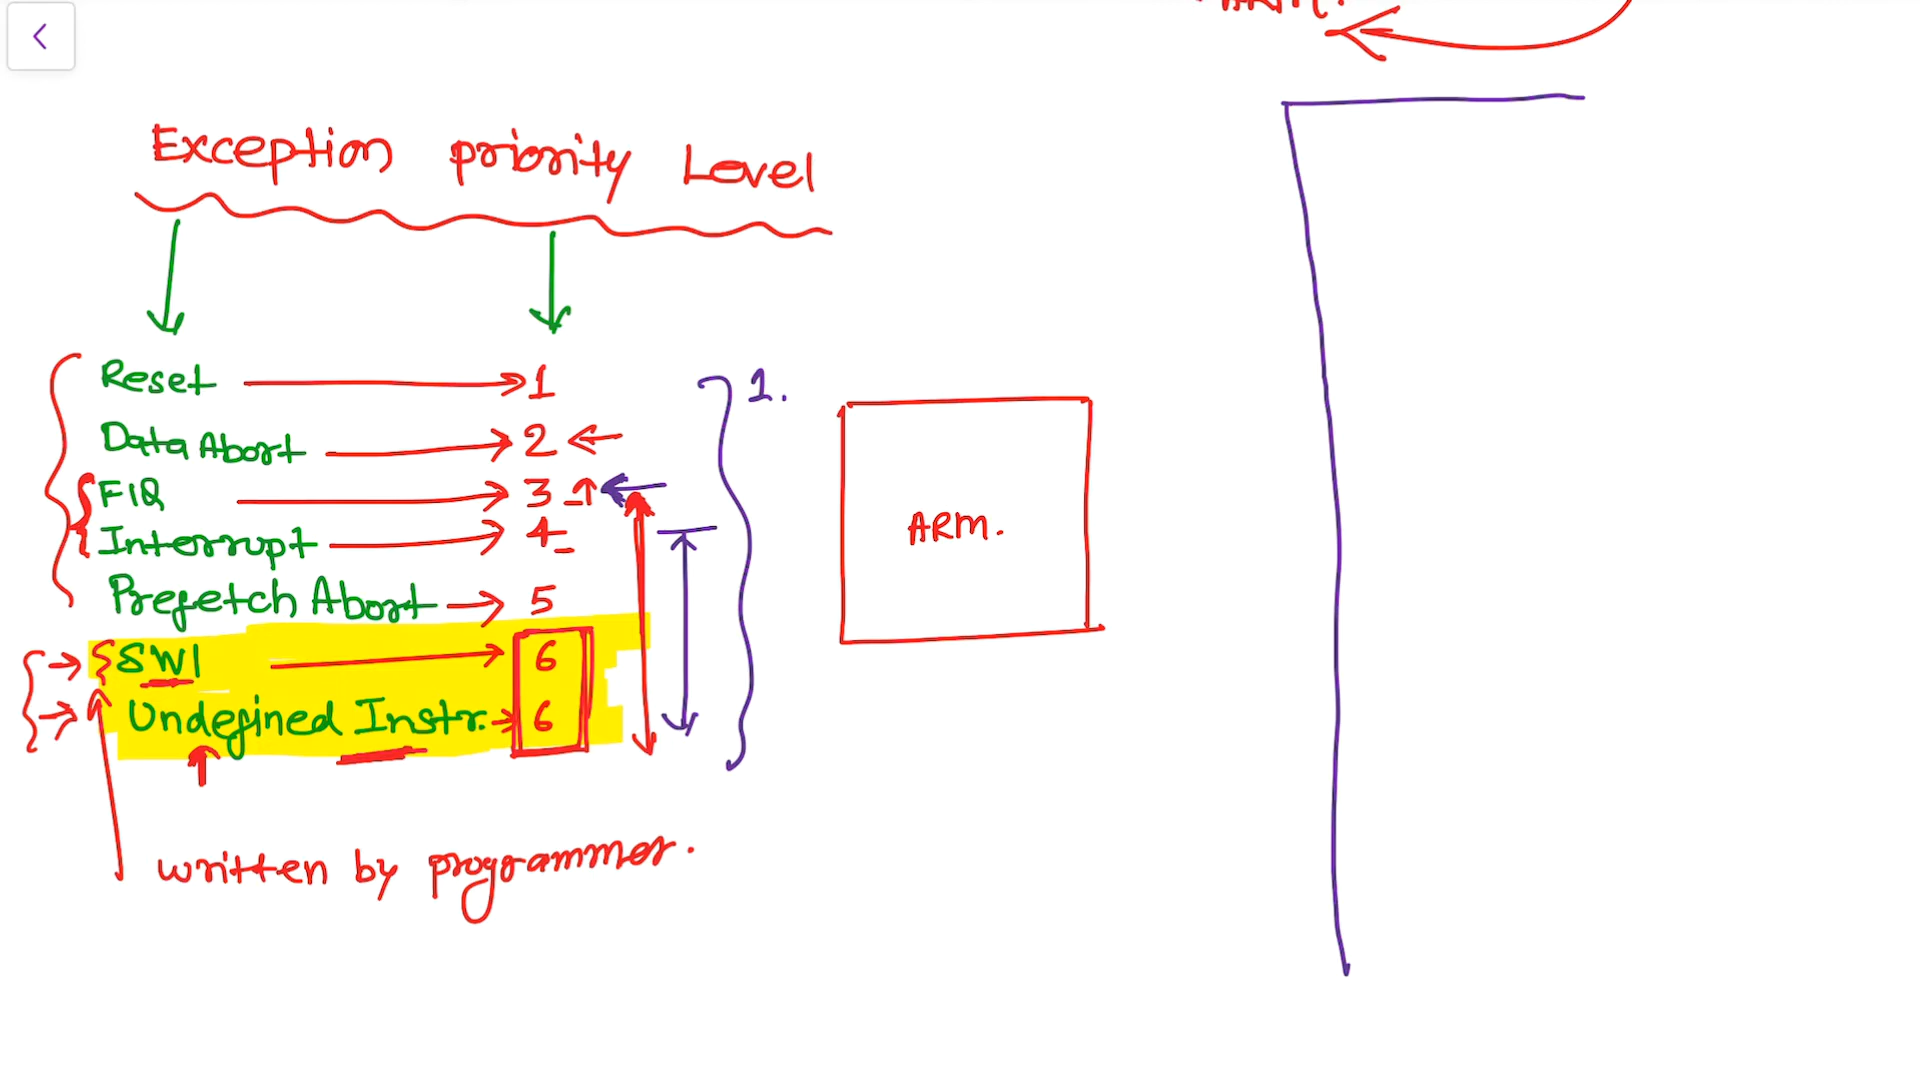 ARM.
Exception priority Level
Reset 1
1.
Data Abort 2
FIQ 3
Interrupt 4
ARM.
Prefetch Abort 5
SWI 6
Undefined Instr. 6
written by programmer.